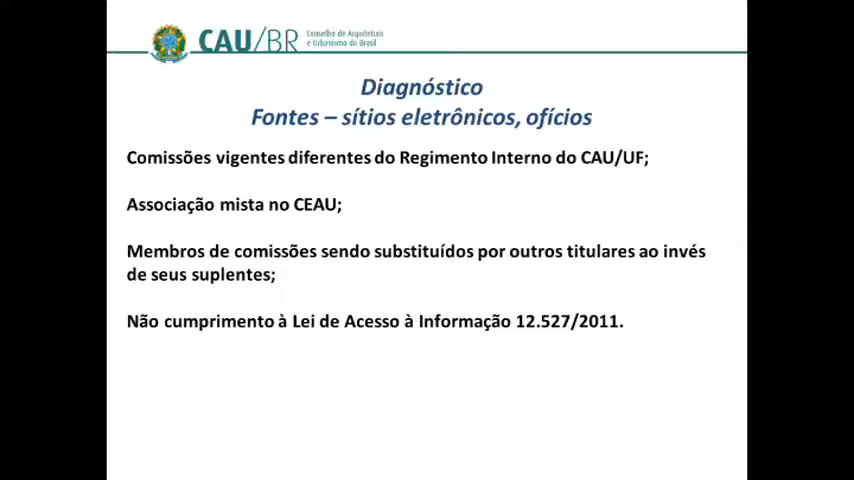 CAU/BR
Conselho de Arquitetura
e Urbanismo do Brasil
Diagnóstico
Fontes – sítios eletrônicos, ofícios
Comissões vigentes diferentes do Regimento Interno do CAU/UF;
Associação mista no CEAU;
Membros de comissões sendo substituídos por outros titulares ao invés
de seus suplentes;
Não cumprimento à Lei de Acesso à Informação 12.527/2011.